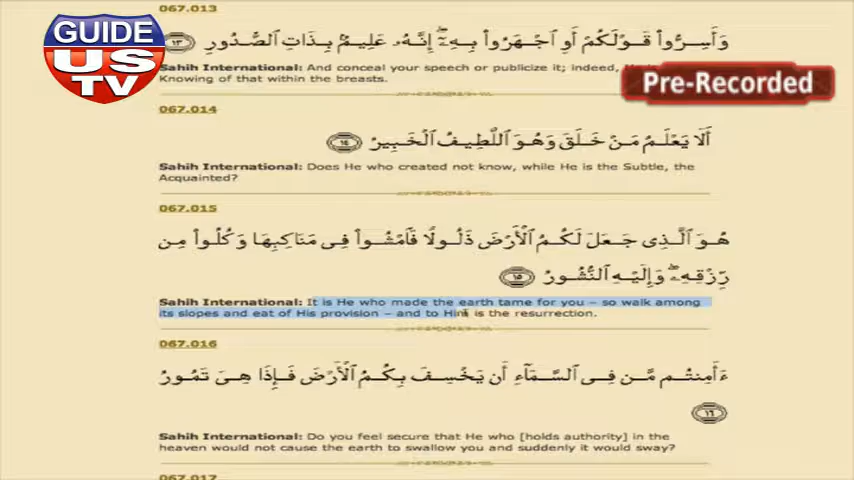 067.013
GUIDE
US
TV
وَأَسِرُّوا۟ قَوْلَكُمْ أَوِ ٱجْهَرُوا۟ بِهِۦٓ ۖ إِنَّهُۥ عَلِيمٌۢ بِذَاتِ ٱلصُّدُورِ ١٣
Sahih International: And conceal your speech or publicize it; indeed,
Knowing of that within the breasts.
Pre-Recorded
067.014
أَلَا يَعْلَمُ مَنْ خَلَقَ وَهُوَ ٱللَّطِيفُ ٱلْخَبِيرُ ١٤
Sahih International: Does He who created not know, while He is the Subtle, the
Acquainted?
067.015
هُوَ ٱلَّذِى جَعَلَ لَكُمُ ٱلْأَرْضَ ذَلُولًا فَٱمْشُوا۟ فِى مَنَاكِبِهَا وَكُلُوا۟ مِن
رِّزْقِهِۦ ۖ وَإِلَيْهِ ٱلنُّشُورُ ١٥
Sahih International: It is He who made the earth tame for you – so walk among
its slopes and eat of His provision – and to Him is the resurrection.
067.016
ءَأَمِنتُم مَّن فِى ٱلسَّمَآءِ أَن يَخْسِفَ بِكُمُ ٱلْأَرْضَ فَإِذَا هِىَ تَمُورُ
١٦
Sahih International: Do you feel secure that He who [holds authority] in the
heaven would not cause the earth to swallow you and suddenly it would sway?
067.017